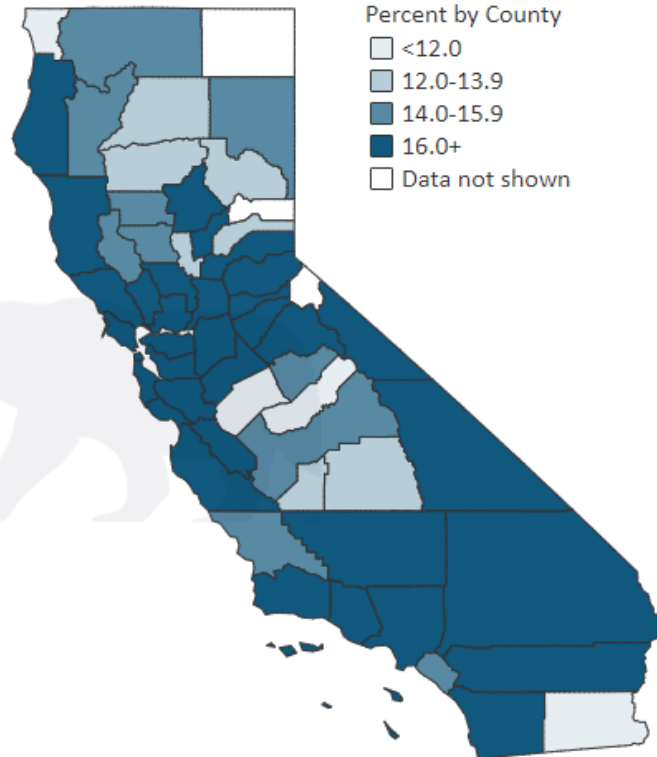 Percent by County
<12.0
12.0-13.9
14.0-15.9
16.0+
Data not shown